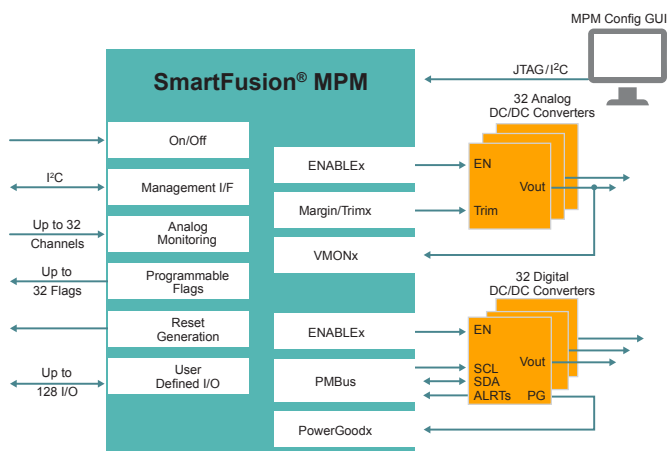 MPM Config GUI
SmartFusion® MPM
JTAG/I²C
32 Analog
DC/DC Converters
On/Off
I²C
Management I/F
Up to 32
Channels
Analog
Monitoring
Up to
32 Flags
Programmable
Flags
Reset
Generation
Up to
128 I/O
User
Defined I/O
ENABLEx
Margin/Trimx
VMONx
EN
Vout
Trim
32 Digital
DC/DC Converters
ENABLEx
PMBus
PowerGoodx
EN
Vout
SCL
SDA
ALRTs PG